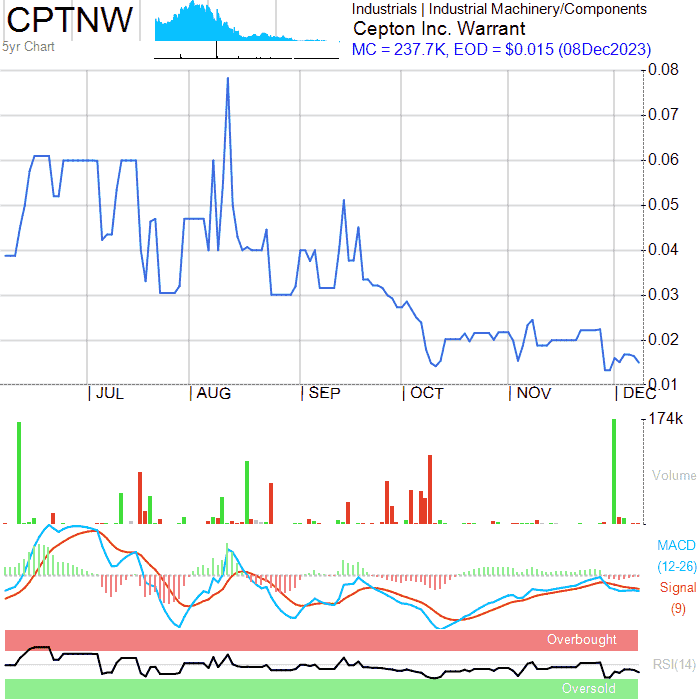 CPTNW
5yr Chart
Industrials | Industrial Machinery/Components
Cepton Inc. Warrant
MC = 237.7K, EOD = $0.015 (08Dec2023)
0.08
0.07
0.06
0.05
0.04
0.03
0.02
0.01
JUL
AUG
SEP
OCT
NOV
DEC
174k
Volume
MACD
(12-26)
Signal
(9)
Overbought
RSI(14)
Oversold